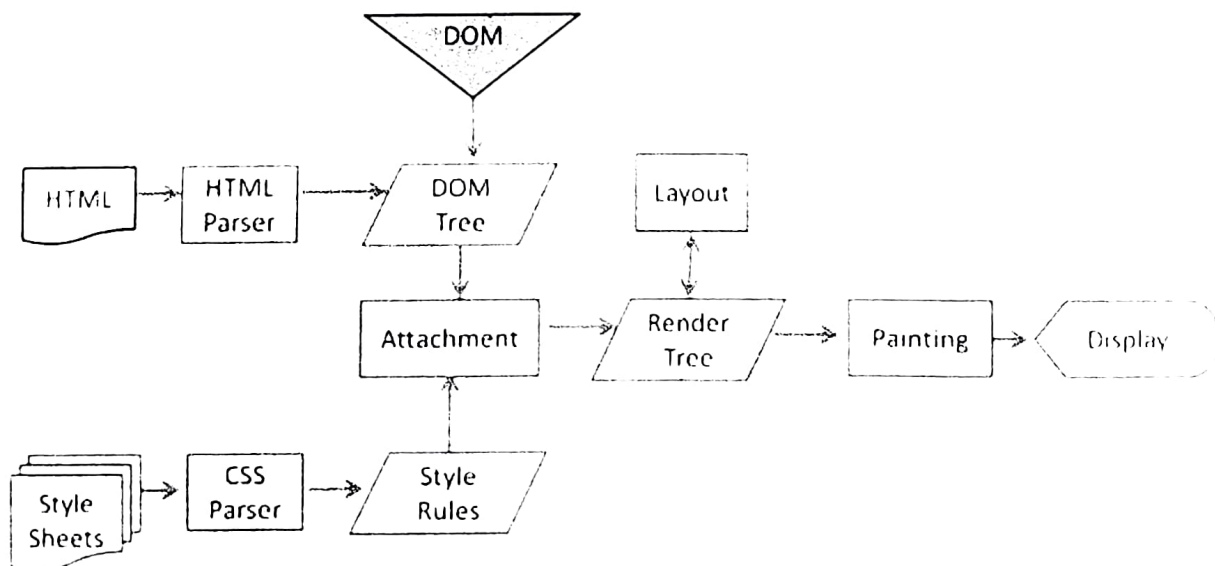 DOM
HTML
HTML
Parser
DOM
Tree
Layout
Attachment
Render
Tree
Painting
Display
Style
Sheets
CSS
Parser
Style
Rules